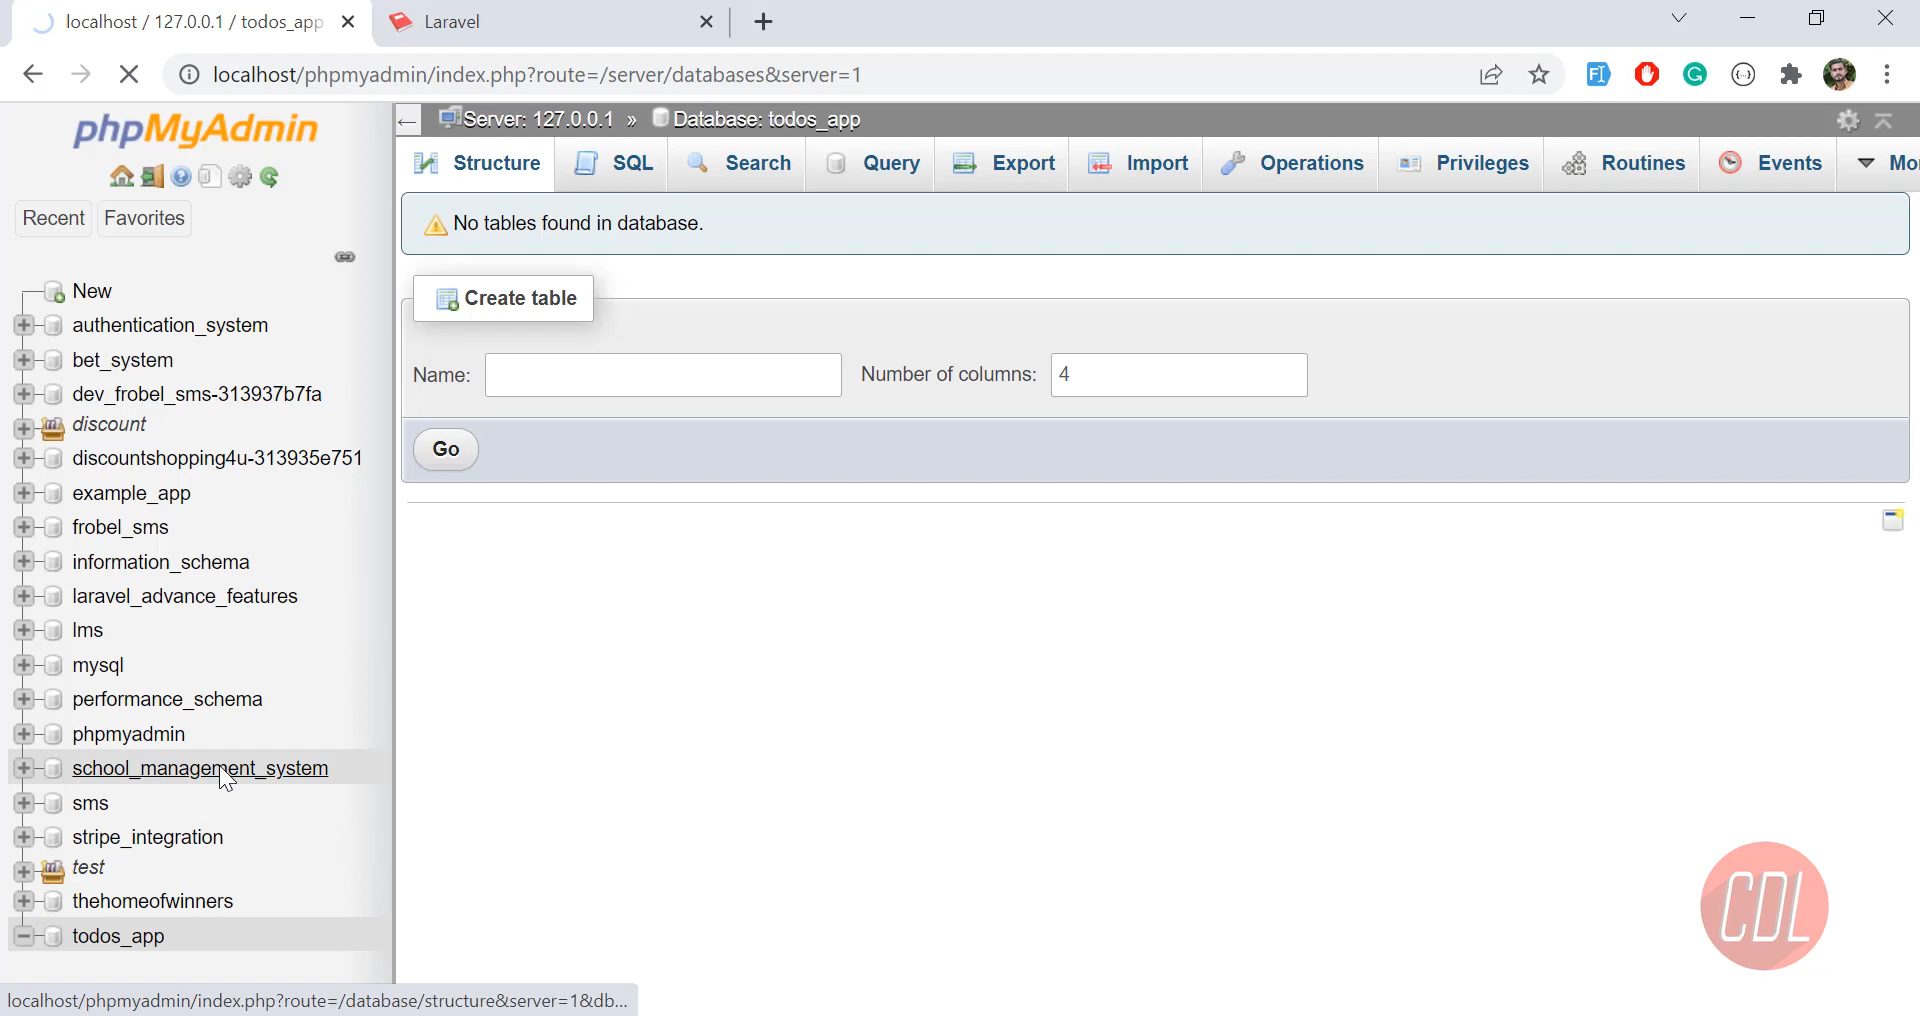 localhost / 127.0.0.1 / todos_app
Laravel
localhost/phpmyadmin/index.php?route=/server/databases&server=1
phpMyAdmin
Server: 127.0.0.1 » Database: todos_app
Structure SQL Search Query Export Import Operations Privileges Routines Events Mo
Recent Favorites
No tables found in database.
Create table
Name:
Number of columns: 4
Go
New
authentication_system
bet_system
dev_frobel_sms-313937b7fa
discount
discountshopping4u-313935e751
example_app
frobel_sms
information_schema
laravel_advance_features
lms
mysql
performance_schema
phpmyadmin
school_management_system
sms
stripe_integration
test
thehomeofwinners
todos_app
CDL
localhost/phpmyadmin/index.php?route=/database/structure&server=1&db...